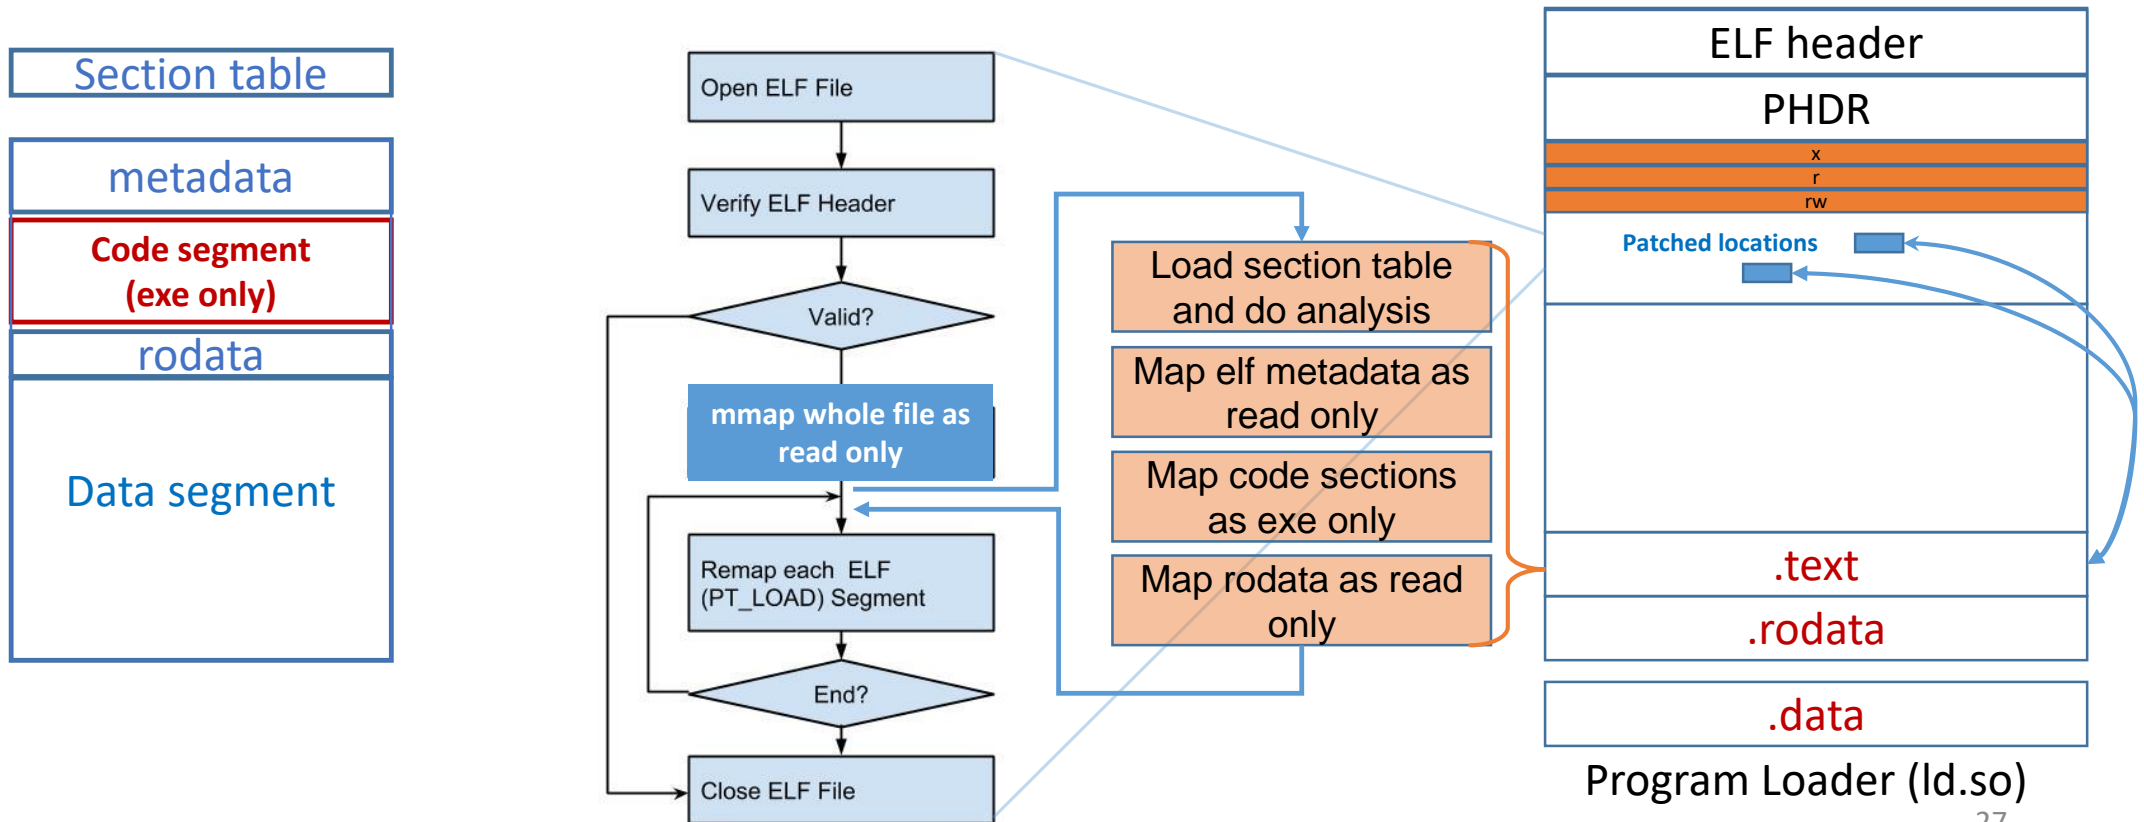 Section table
metadata
Code segment
(exe only)
rodata
Data segment
Open ELF File
Verify ELF Header
Valid?
mmap whole file as
read only
Remap each ELF
(PT_LOAD) Segment
End?
Close ELF File
Load section table
and do analysis
Map elf metadata as
read only
Map code sections
as exe only
Map rodata as read
only
ELF header
PHDR
x
r
rw
Patched locations
.text
.rodata
.data
Program Loader (ld.so)
27